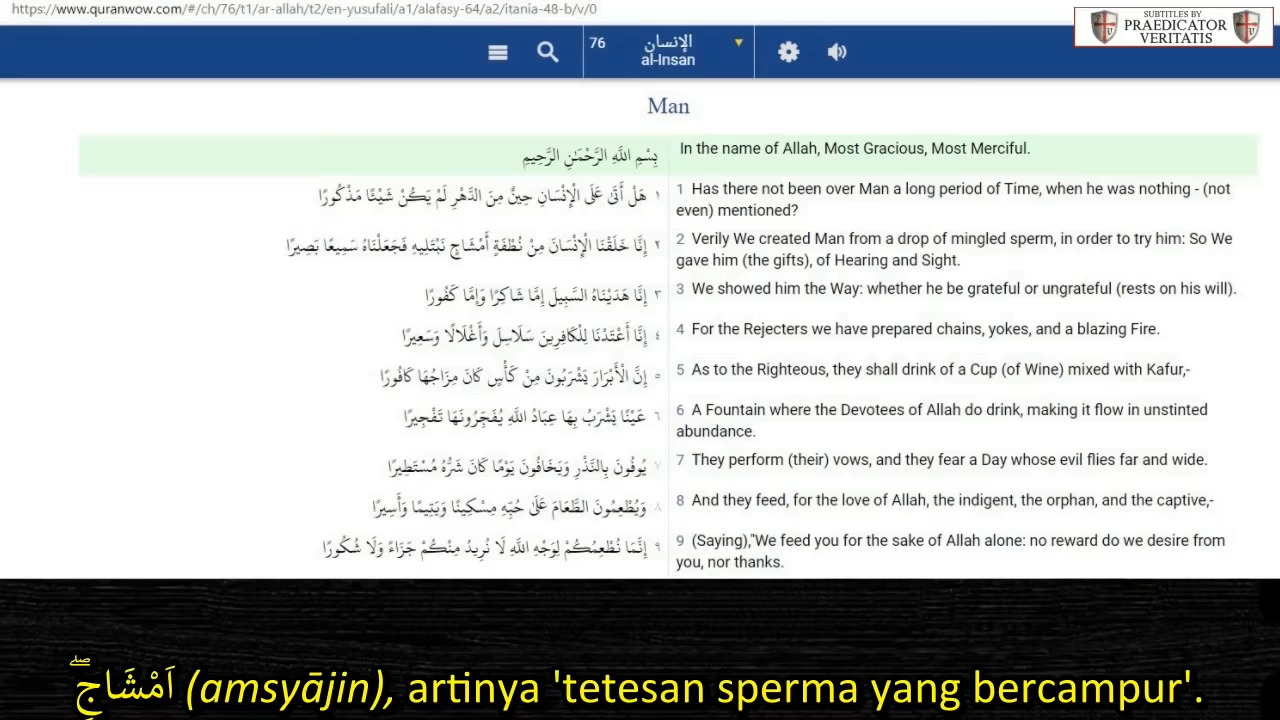 https://www.quranwow.com/#/ch/76/t1/ar-allah/t2/en-yusufali/a1/alafasy-64/a2/itania-48-b/v/0
SUBTITLES BY
PRAEDICATOR
VERITATIS
76
الإنسان
al-Insan
Man
بِسْمِ اللَّهِ الرَّحْمَٰنِ الرَّحِيمِ
In the name of Allah, Most Gracious, Most Merciful.
١ هَلْ أَتَىٰ عَلَى الْإِنْسَانِ حِينٌ مِنَ الدَّهْرِ لَمْ يَكُنْ شَيْئًا مَذْكُورًا
1 Has there not been over Man a long period of Time, when he was nothing - (not
even) mentioned?
٢ إِنَّا خَلَقْنَا الْإِنْسَانَ مِنْ نُطْفَةٍ أَمْشَاجٍ نَبْتَلِيهِ فَجَعَلْنَاهُ سَمِيعًا بَصِيرًا
2 Verily We created Man from a drop of mingled sperm, in order to try him: So We
gave him (the gifts), of Hearing and Sight.
٣ إِنَّا هَدَيْنَاهُ السَّبِيلَ إِمَّا شَاكِرًا وَإِمَّا كَفُورًا
3 We showed him the Way: whether he be grateful or ungrateful (rests on his will).
٤ إِنَّا أَعْتَدْنَا لِلْكَافِرِينَ سَلَاسِلَ وَأَغْلَالًا وَسَعِيرًا
4 For the Rejecters we have prepared chains, yokes, and a blazing Fire.
٥ إِنَّ الْأَبْرَارَ يَشْرَبُونَ مِنْ كَأْسٍ كَانَ مِزَاجُهَا كَافُورًا
5 As to the Righteous, they shall drink of a Cup (of Wine) mixed with Kafur,-
٦ عَيْنًا يَشْرَبُ بِهَا عِبَادُ اللَّهِ يُفَجِّرُونَهَا تَفْجِيرًا
6 A Fountain where the Devotees of Allah do drink, making it flow in unstinted
abundance.
٧ يُوفُونَ بِالنَّذْرِ وَيَخَافُونَ يَوْمًا كَانَ شَرُّهُ مُسْتَطِيرًا
7 They perform (their) vows, and they fear a Day whose evil flies far and wide.
٨ وَيُطْعِمُونَ الطَّعَامَ عَلَىٰ حُبِّهِ مِسْكِينًا وَيَتِيمًا وَأَسِيرًا
8 And they feed, for the love of Allah, the indigent, the orphan, and the captive,-
٩ إِنَّمَا نُطْعِمُكُمْ لِوَجْهِ اللَّهِ لَا نُرِيدُ مِنْكُمْ جَزَاءً وَلَا شُكُورًا
9 (Saying),"We feed you for the sake of Allah alone: no reward do we desire from
you, nor thanks.
اَمْشَاجٍۖ (amsyājin), artinya 'tetesan sperma yang bercampur'.